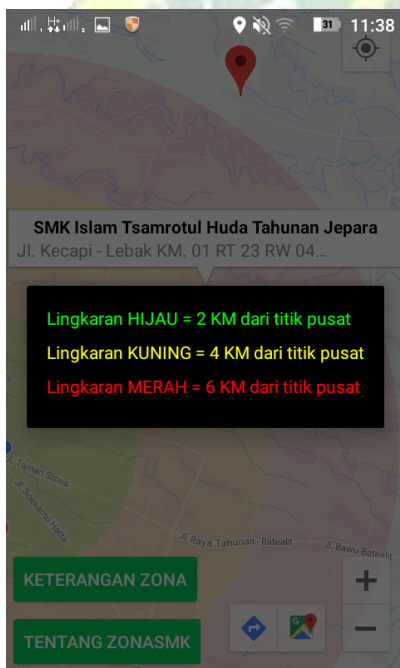 31 11:38
SMK Islam Tsamrotul Huda Tahunan Jepara
Jl. Kecapi - Lebak KM. 01 RT 23 RW 04...
Lingkaran HIJAU = 2 KM dari titik pusat
Lingkaran KUNING = 4 KM dari titik pusat
Lingkaran MERAH = 6 KM dari titik pusat
Jl. Taman Siswa
Jl. Soekarno Hatta
Jl. Raya Tahunan - Batealit
Jl. Bawu-Batealit
KETERANGAN ZONA
+
TENTANG ZONASMK
G
−